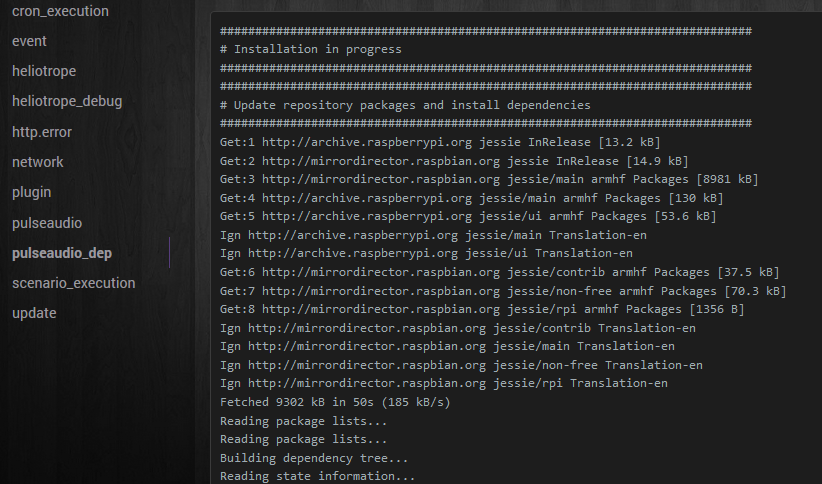 cron_execution
event
heliotrope
heliotrope_debug
http.error
network
plugin
pulseaudio
pulseaudio_dep
scenario_execution
update
############################################################################
# Installation in progress
############################################################################
############################################################################
# Update repository packages and install dependencies
############################################################################
Get:1 http://archive.raspberrypi.org jessie InRelease [13.2 kB]
Get:2 http://mirrordirector.raspbian.org jessie InRelease [14.9 kB]
Get:3 http://mirrordirector.raspbian.org jessie/main armhf Packages [8981 kB]
Get:4 http://archive.raspberrypi.org jessie/main armhf Packages [130 kB]
Get:5 http://archive.raspberrypi.org jessie/ui armhf Packages [53.6 kB]
Ign http://archive.raspberrypi.org jessie/main Translation-en
Ign http://archive.raspberrypi.org jessie/ui Translation-en
Get:6 http://mirrordirector.raspbian.org jessie/contrib armhf Packages [37.5 kB]
Get:7 http://mirrordirector.raspbian.org jessie/non-free armhf Packages [70.3 kB]
Get:8 http://mirrordirector.raspbian.org jessie/rpi armhf Packages [1356 B]
Ign http://mirrordirector.raspbian.org jessie/contrib Translation-en
Ign http://mirrordirector.raspbian.org jessie/main Translation-en
Ign http://mirrordirector.raspbian.org jessie/non-free Translation-en
Ign http://mirrordirector.raspbian.org jessie/rpi Translation-en
Fetched 9302 kB in 50s (185 kB/s)
Reading package lists...
Reading package lists...
Building dependency tree...
Reading state information...